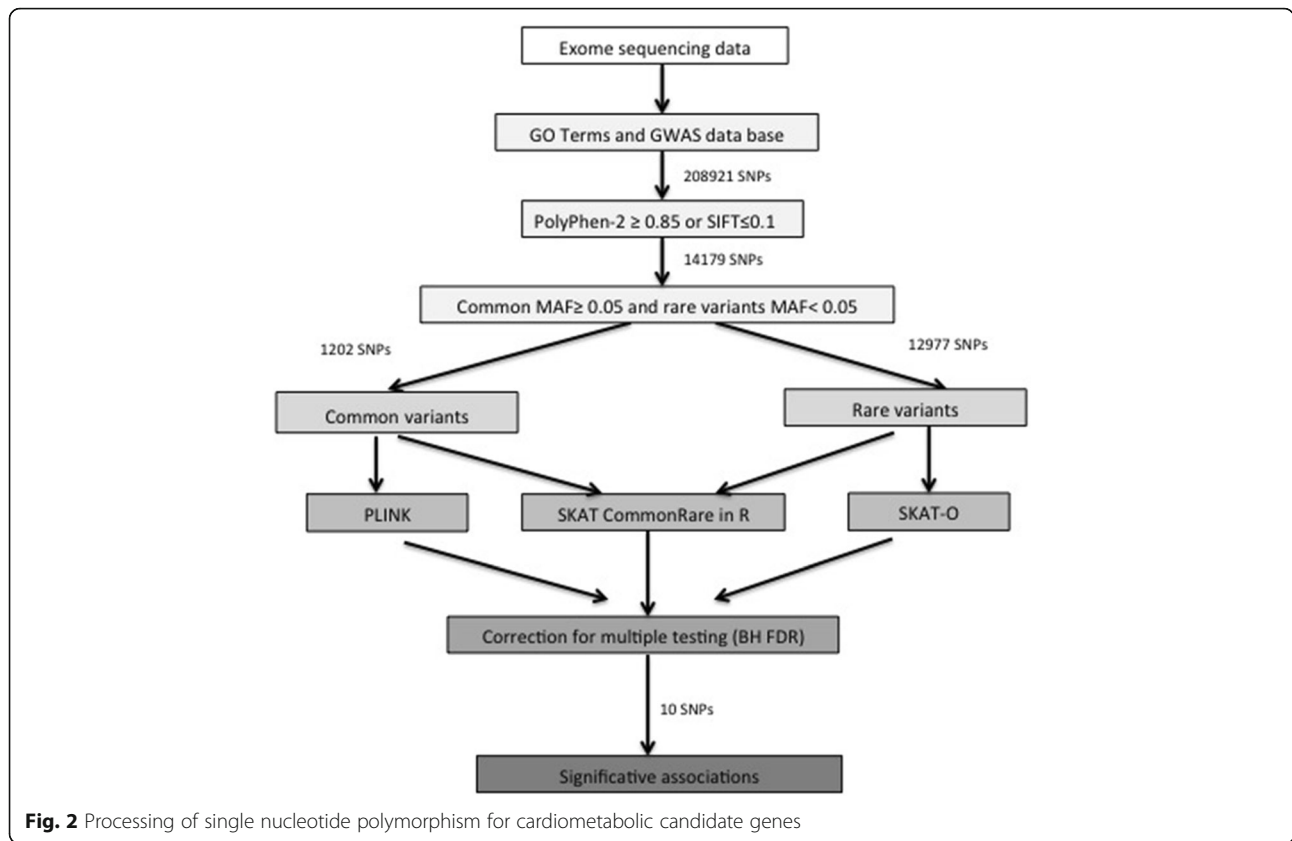 Exome sequencing data
GO Terms and GWAS data base
208921 SNPs
PolyPhen-2 ≥ 0.85 or SIFT≤0.1
14179 SNPs
Common MAF≥ 0.05 and rare variants MAF< 0.05
1202 SNPs
12977 SNPs
Common variants
Rare variants
PLINK
SKAT CommonRare in R
SKAT-O
Correction for multiple testing (BH FDR)
10 SNPs
Significative associations
Fig. 2 Processing of single nucleotide polymorphism for cardiometabolic candidate genes